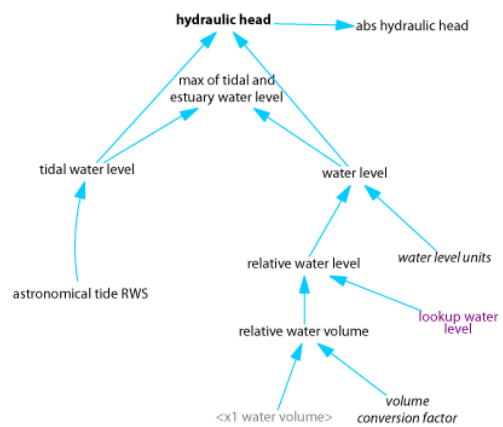 hydraulic head
abs hydraulic head
max of tidal and
estuary water level
tidal water level
water level
water level units
relative water level
astronomical tide RWS
lookup water
level
relative water volume
volume
conversion factor
<x1 water volume>